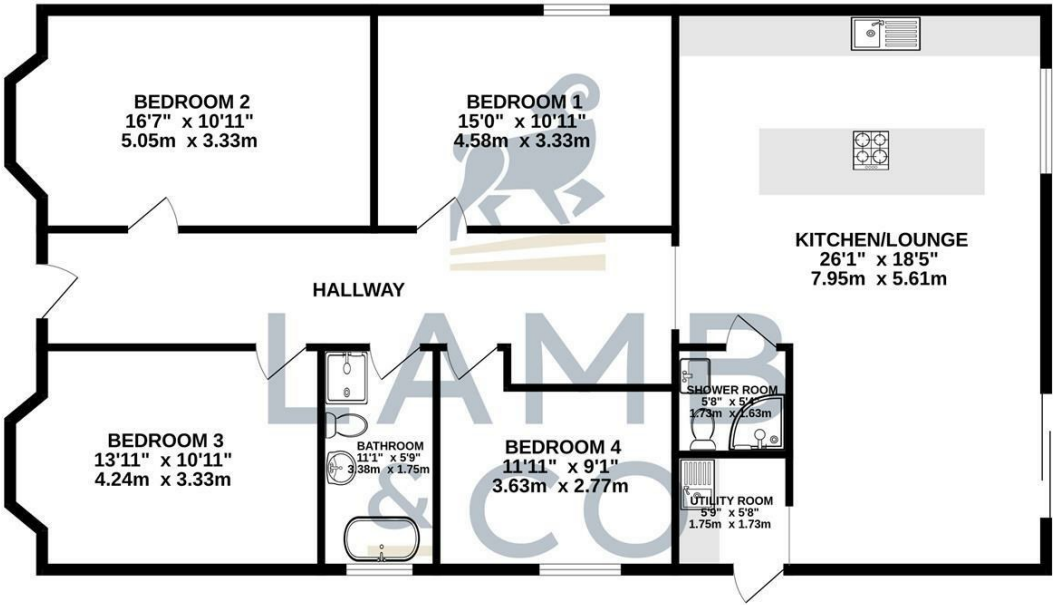 BEDROOM 2
16'7" x 10'11"
5.05m x 3.33m
BEDROOM 1
15'0" x 10'11"
4.58m x 3.33m
KITCHEN/LOUNGE
26'1" x 18'5"
7.95m x 5.61m
HALLWAY
LAMB
& CO
BEDROOM 3
13'11" x 10'11"
4.24m x 3.33m
BATHROOM
11'1" x 5'9"
3.38m x 1.75m
BEDROOM 4
11'11" x 9'1"
3.63m x 2.77m
SHOWER ROOM
5'8" x 5'4"
1.73m x 1.63m
UTILITY ROOM
5'9" x 5'8"
1.75m x 1.73m